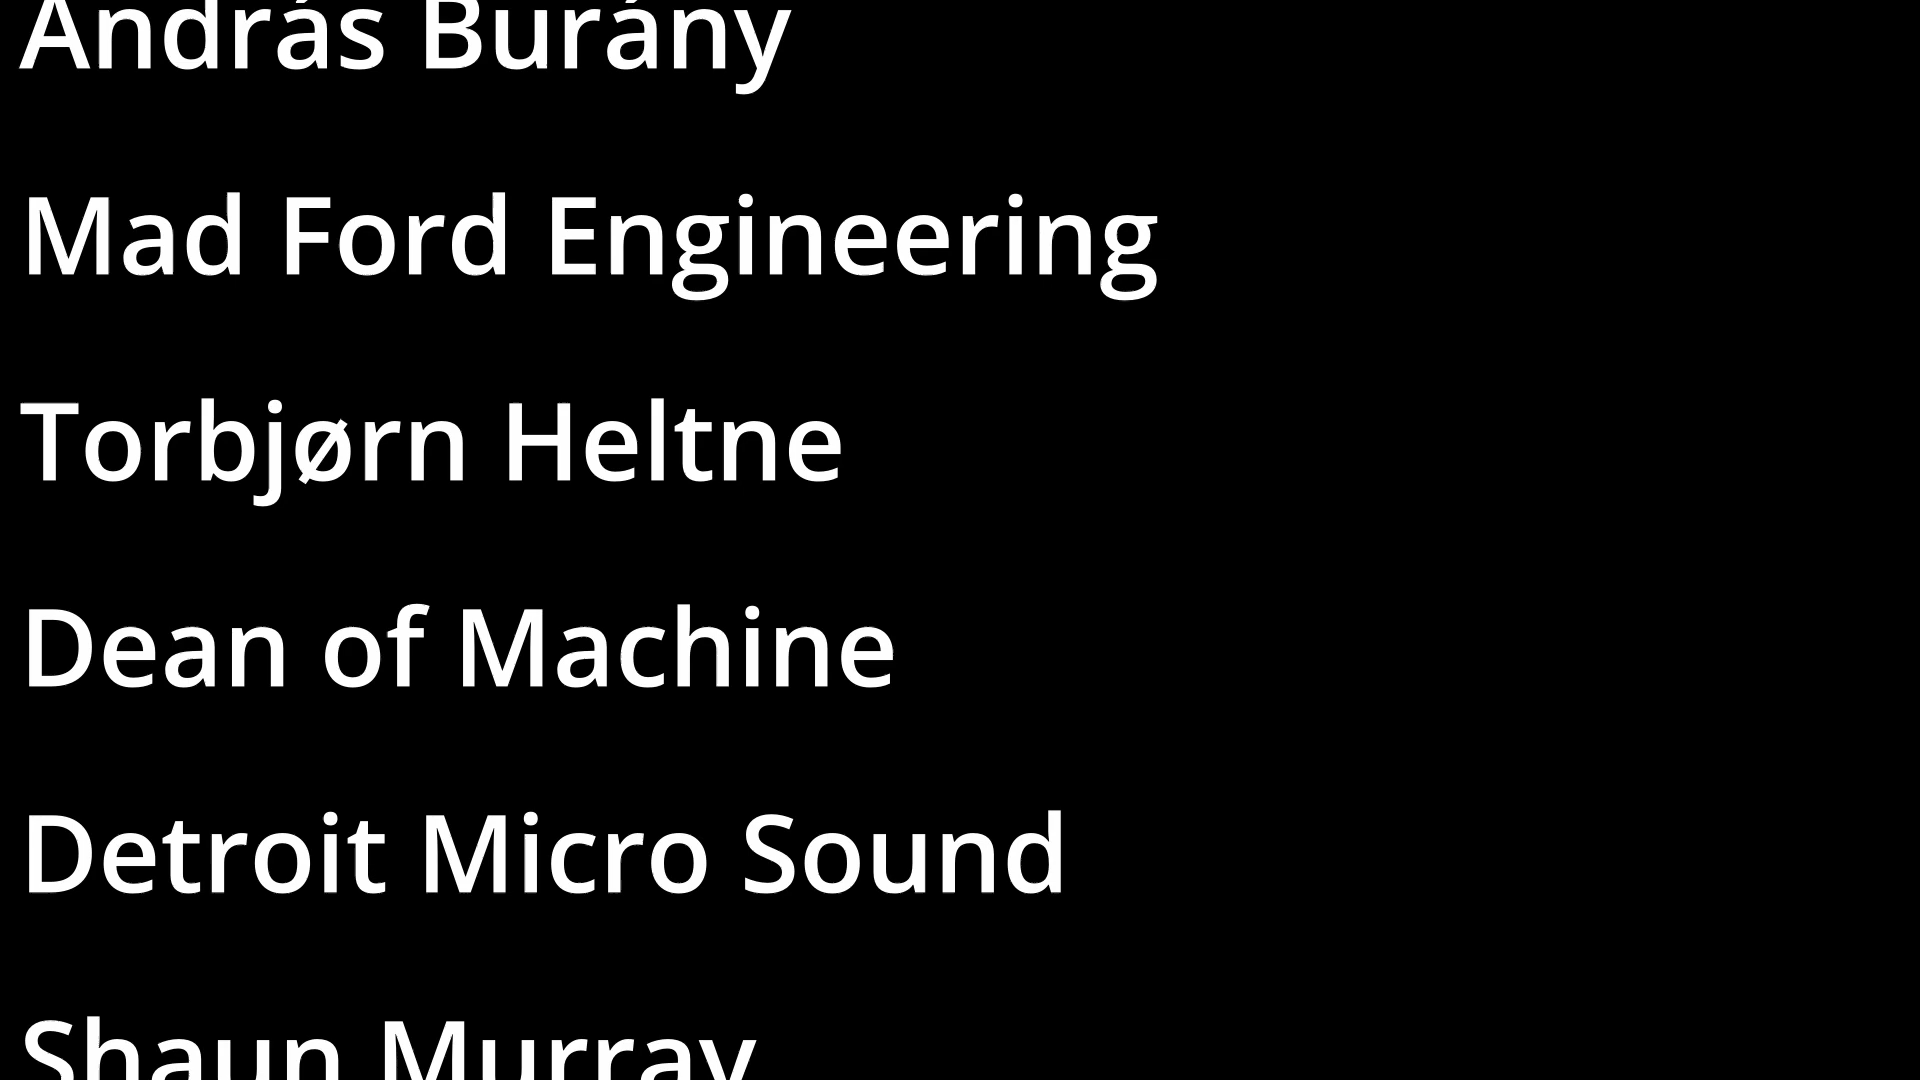 András Burány
Mad Ford Engineering
Torbjørn Heltne
Dean of Machine
Detroit Micro Sound
Shaun Murray